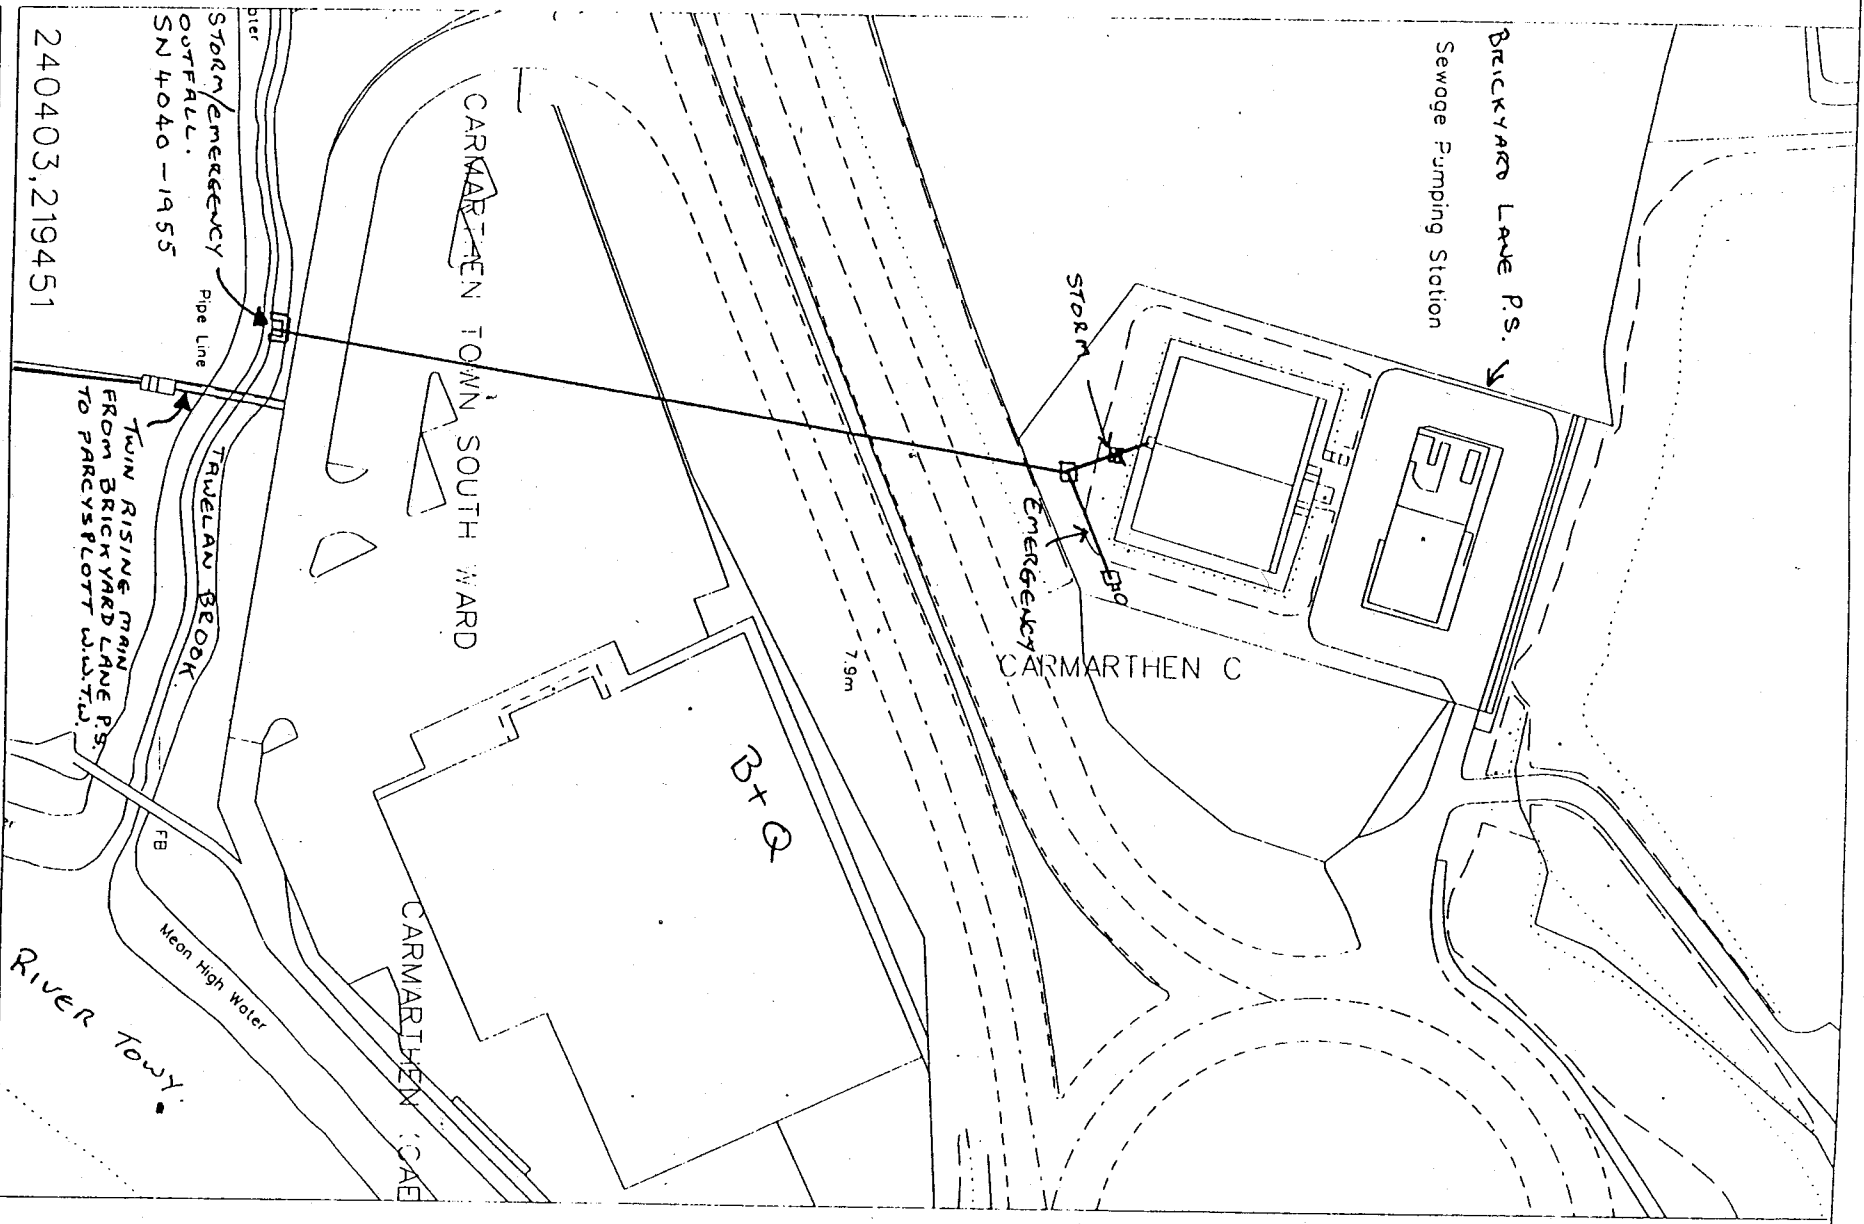 BRICKYARD LANE P.S.
Sewage Pumping Station
STORM
EMERGENCY
CARMARTHEN C
7.9m
B+Q
CARMARTHEN TOWN SOUTH WARD
CARMARTHEN (CAE
STORM/EMERGENCY
OUTFALL.
SN 4040-1955
Pipe Line
TAWELAN BROOK
TWIN RISING MAIN
FROM BRICKYARD LANE P.S.
TO PARCYSPLOTT W.W.T.W.
FB
Mean High Water
RIVER TOWY.
240403,219451